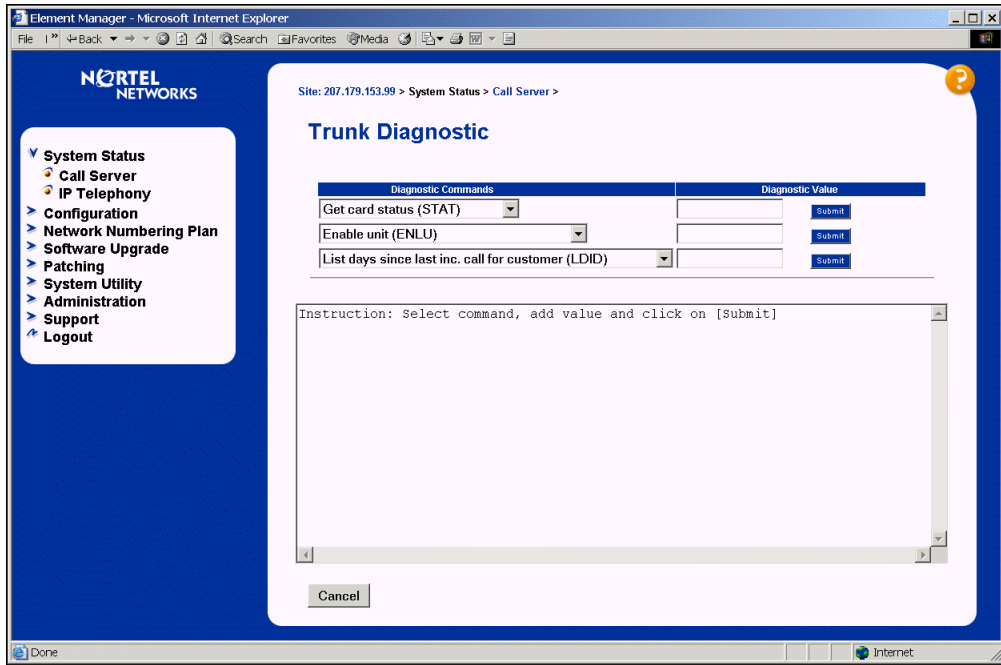 Element Manager - Microsoft Internet Explorer
File I » Back Search Favorites Media
NORTEL
NETWORKS
Site: 207.179.153.99 > System Status > Call Server >
Trunk Diagnostic
System Status
Call Server
IP Telephony
Configuration
Network Numbering Plan
Software Upgrade
Patching
System Utility
Administration
Support
Logout
Diagnostic Commands Diagnostic Value
Get card status (STAT) Submit
Enable unit (ENLU) Submit
List days since last inc. call for customer (LDID) Submit
Instruction: Select command, add value and click on [Submit]
Cancel
Done Internet